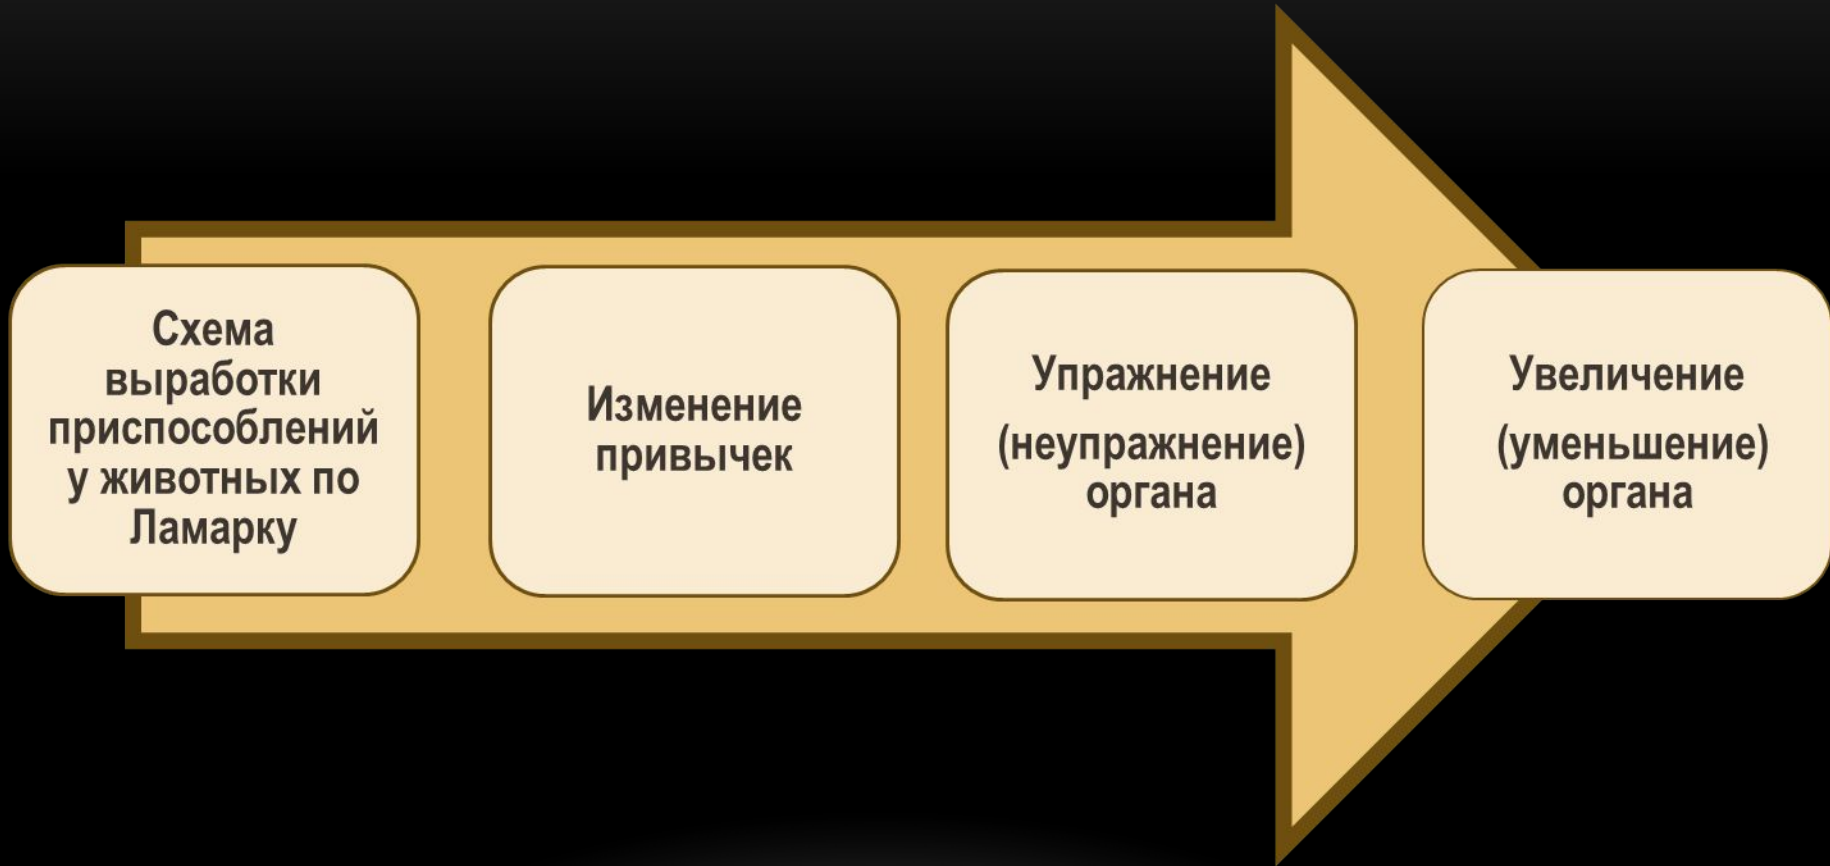 Схема
выработки
приспособлений
у животных по
Ламарку
Изменение
привычек
Упражнение
(неупражнение)
органа
Увеличение
(уменьшение)
органа